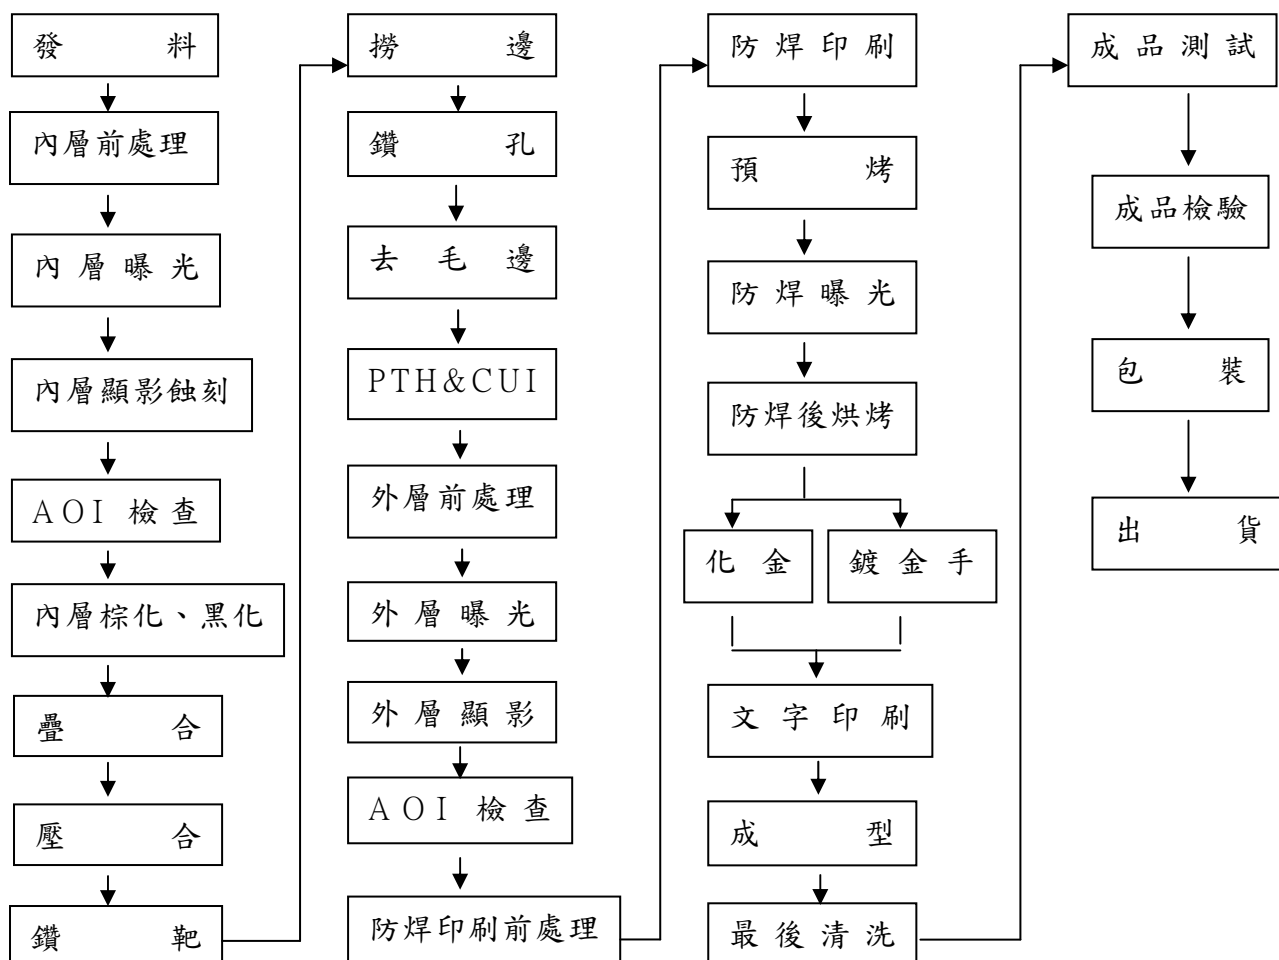 發料
內層前處理
內層曝光
內層顯影蝕刻
AOI 檢查
內層棕化、黑化
疊合
壓合
鑽靶
撈邊
鑽孔
去毛邊
PTH&CUI
外層前處理
外層曝光
外層顯影
AOI 檢查
防焊印刷前處理
防焊印刷
預烤
防焊曝光
防焊後烘烤
化金
鍍金手
文字印刷
成型
最後清洗
成品測試
成品檢驗
包裝
出貨